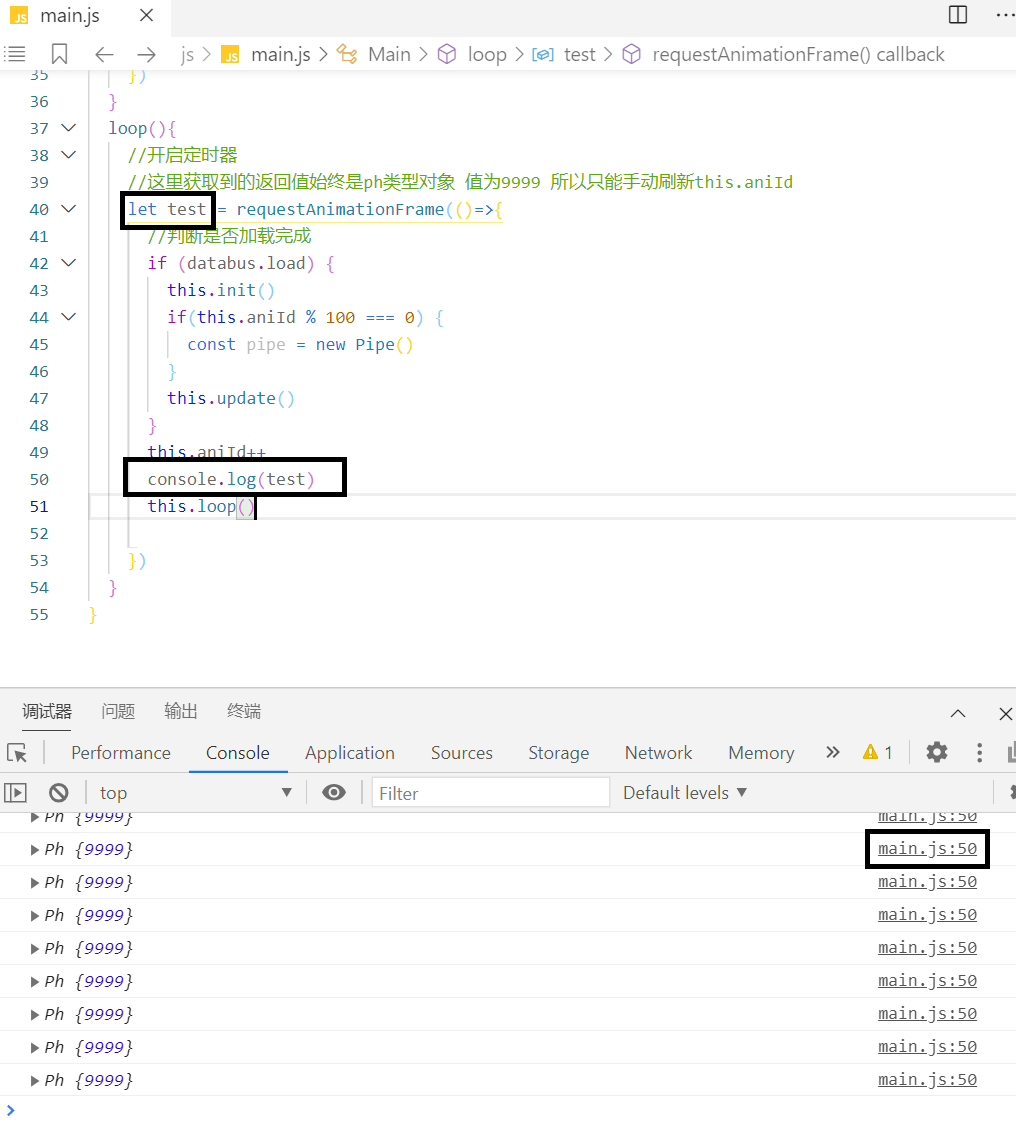 JS main.js
js > JS main.js > Main > loop > test > requestAnimationFrame() callback
35 })
36 }
37 loop(){
38 //开启定时器
39 //这里获取到的返回值始终是ph类型对象 值为9999 所以只能手动刷新this.aniId
40 let test = requestAnimationFrame(()=>{
41 //判断是否加载完成
42 if (databus.load) {
43 this.init()
44 if(this.aniId % 100 === 0) {
45 const pipe = new Pipe()
46 }
47 this.update()
48 }
49 this.aniId++
50 console.log(test)
51 this.loop()
52
53 })
54 }
55 }
调试器 问题 输出 终端
Performance Console Application Sources Storage Network Memory 1
top Filter Default levels
Ph {9999} main.js:50
Ph {9999} main.js:50
Ph {9999} main.js:50
Ph {9999} main.js:50
Ph {9999} main.js:50
Ph {9999} main.js:50
Ph {9999} main.js:50
Ph {9999} main.js:50
Ph {9999} main.js:50